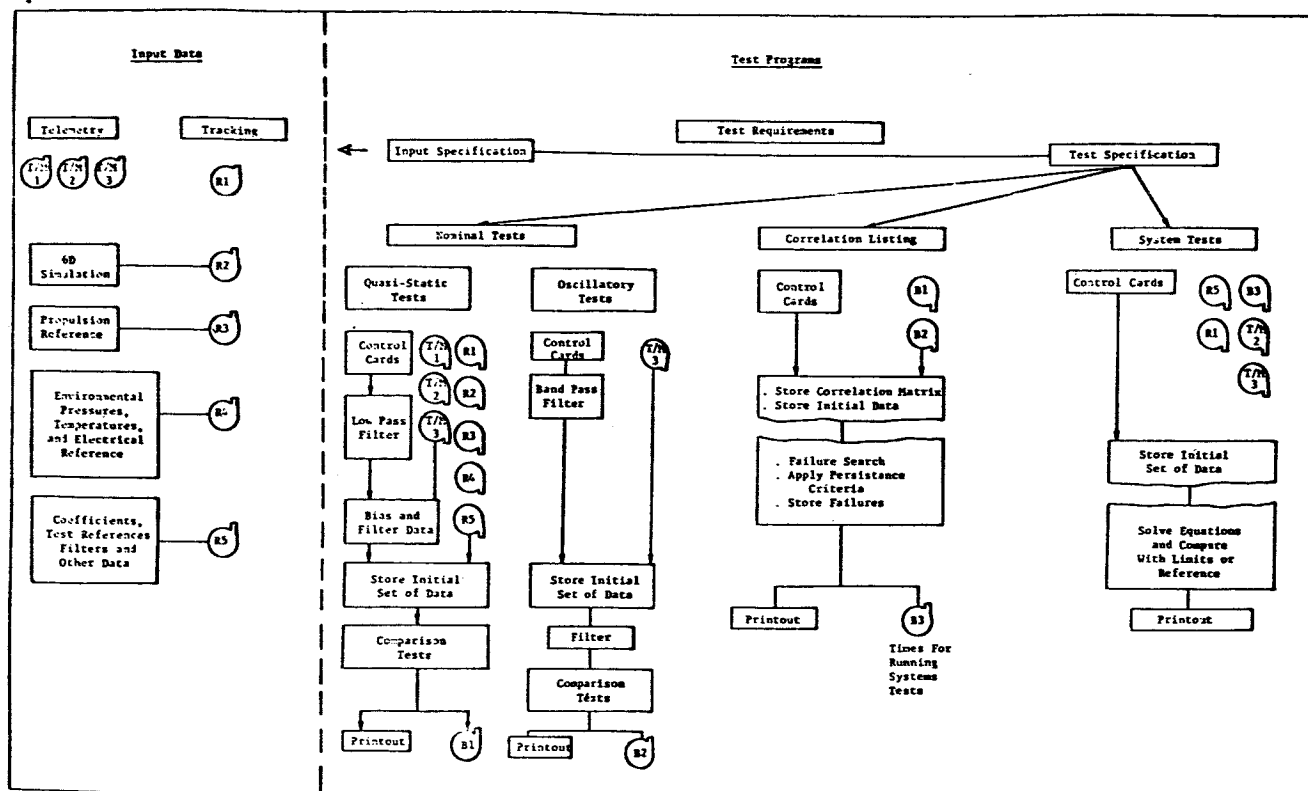 Input Data
Telemetry
Tracking
T/M
1
T/M
2
T/M
3
R1
6D
Simulation
R2
Propulsion
Reference
R3
Environmental
Pressures,
Temperatures,
and Electrical
Reference
R4
Coefficients,
Test References
Filters and
Other Data
R5
Test Programs
Test Requirements
Input Specification
Test Specification
Nominal Tests
Correlation Listing
System Tests
Quasi-Static
Tests
Control
Cards
T/M
1
R1
T/M
2
R2
T/M
3
R3
R4
R5
Low Pass
Filter
Bias and
Filter Data
Store Initial
Set of Data
Comparison
Tests
Printout
B1
Oscillatory
Tests
Control
Cards
T/M
3
Band Pass
Filter
Store Initial
Set of Data
Filter
Comparison
Tests
Printout
B2
Control
Cards
B1
B2
. Store Correlation Matrix
. Store Initial Data
. Failure Search
. Apply Persistance
Criteria
. Store Failures
Printout
B3
Times For
Running
Systems
Tests
Control Cards
R5
B3
R1
T/M
2
T/M
3
Store Initial
Set of Data
Solve Equations
and Compare
With Limits or
Reference
Printout